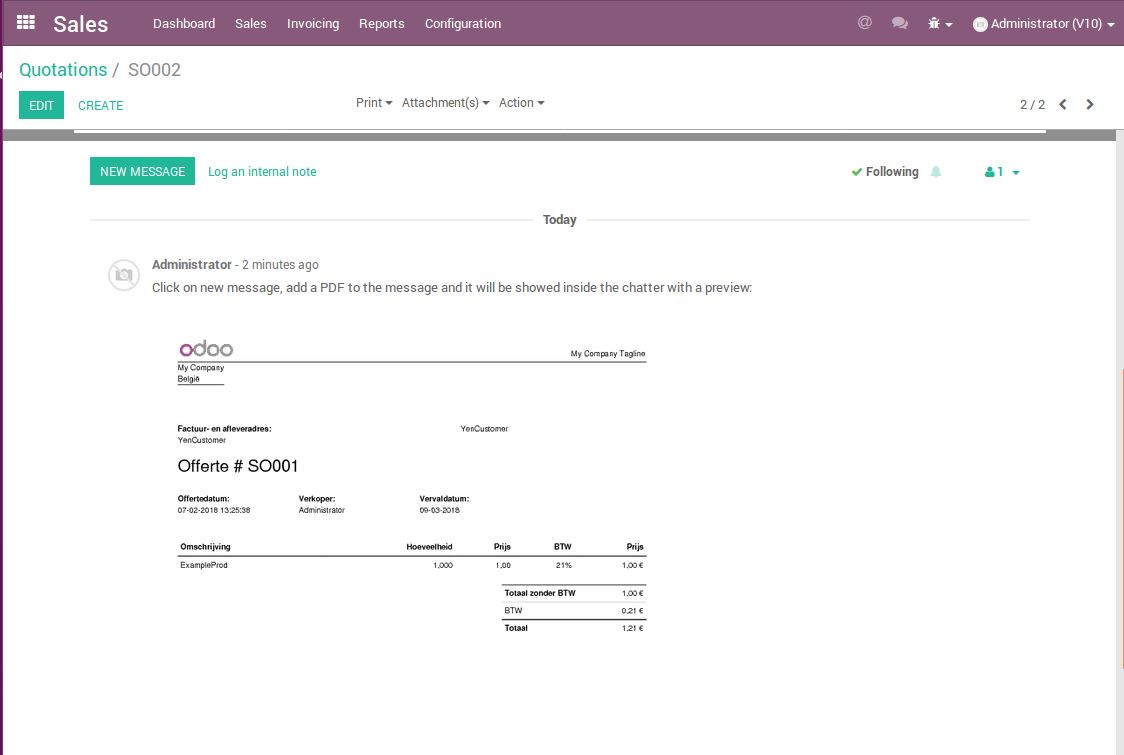 Sales Dashboard Sales Invoicing Reports Configuration @ Administrator (V10)
Quotations / SO002
EDIT CREATE Print Attachment(s) Action 2 / 2
NEW MESSAGE Log an internal note Following 1
Today
Administrator - 2 minutes ago
Click on new message, add a PDF to the message and it will be showed inside the chatter with a preview:
odoo My Company Tagline
My Company
België
Factuur- en afleveradres: YenCustomer
YenCustomer
Offerte # SO001
Offertedatum: Verkoper: Vervaldatum:
07-02-2018 13:25:38 Administrator 09-03-2018
Omschrijving Hoeveelheid Prijs BTW Prijs
ExampleProd 1,000 1,00 21% 1,00 €
Totaal zonder BTW 1,00 €
BTW 0,21 €
Totaal 1,21 €